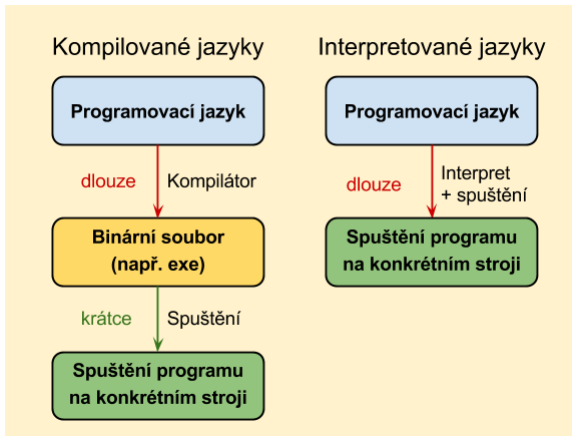 Kompilované jazyky
Programovací jazyk
dlouze
Kompilátor
Binární soubor
(např. exe)
krátce
Spuštění
Spuštění programu
na konkrétním stroji
Interpretované jazyky
Programovací jazyk
dlouze
Interpret
+ spuštění
Spuštění programu
na konkrétním stroji